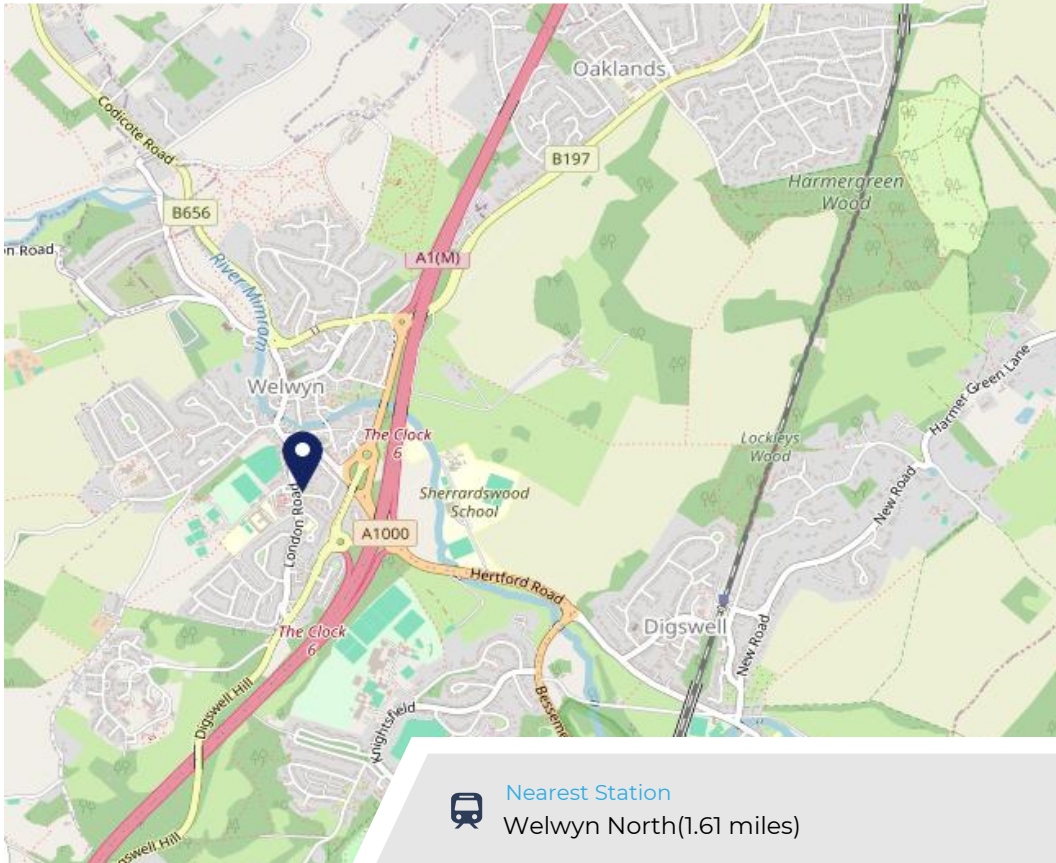 Oaklands
Codicote Road
B197
Harmergreen
Wood
B656
on Road
A1(M)
River Mimram
Welwyn
Harmer Green Lane
The Clock
6
Lockleys
Wood
Sherrardswood
School
New Road
London Road
A1000
Hertford Road
Digswell
The Clock
6
New Road
Digswell Hill
Knightsfield
Besseme
gswell Hill
Nearest Station
Welwyn North(1.61 miles)